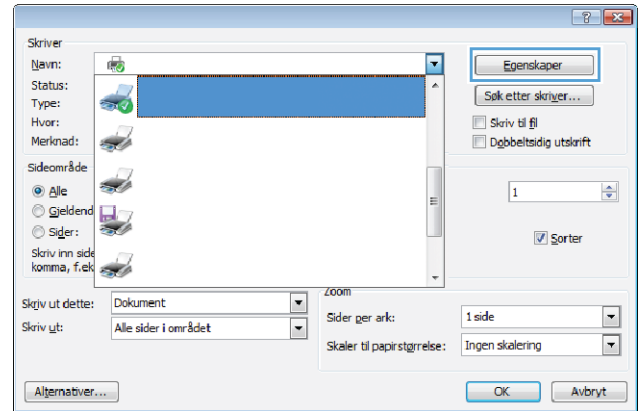 Skriver
Navn:
Egenskaper
Status:
Søk etter skriver...
Type:
Hvor:
Skriv til fil
Merknad:
Dobbeltsidig utskrift
Sideområde
Alle
1
Gjeldend
Sider:
Sorter
Skriv inn side
komma, f.ek
Zoom
Skriv ut dette: Dokument
Sider per ark: 1 side
Skriv ut: Alle sider i området
Skaler til papirstørrelse: Ingen skalering
Alternativer...
OK Avbryt